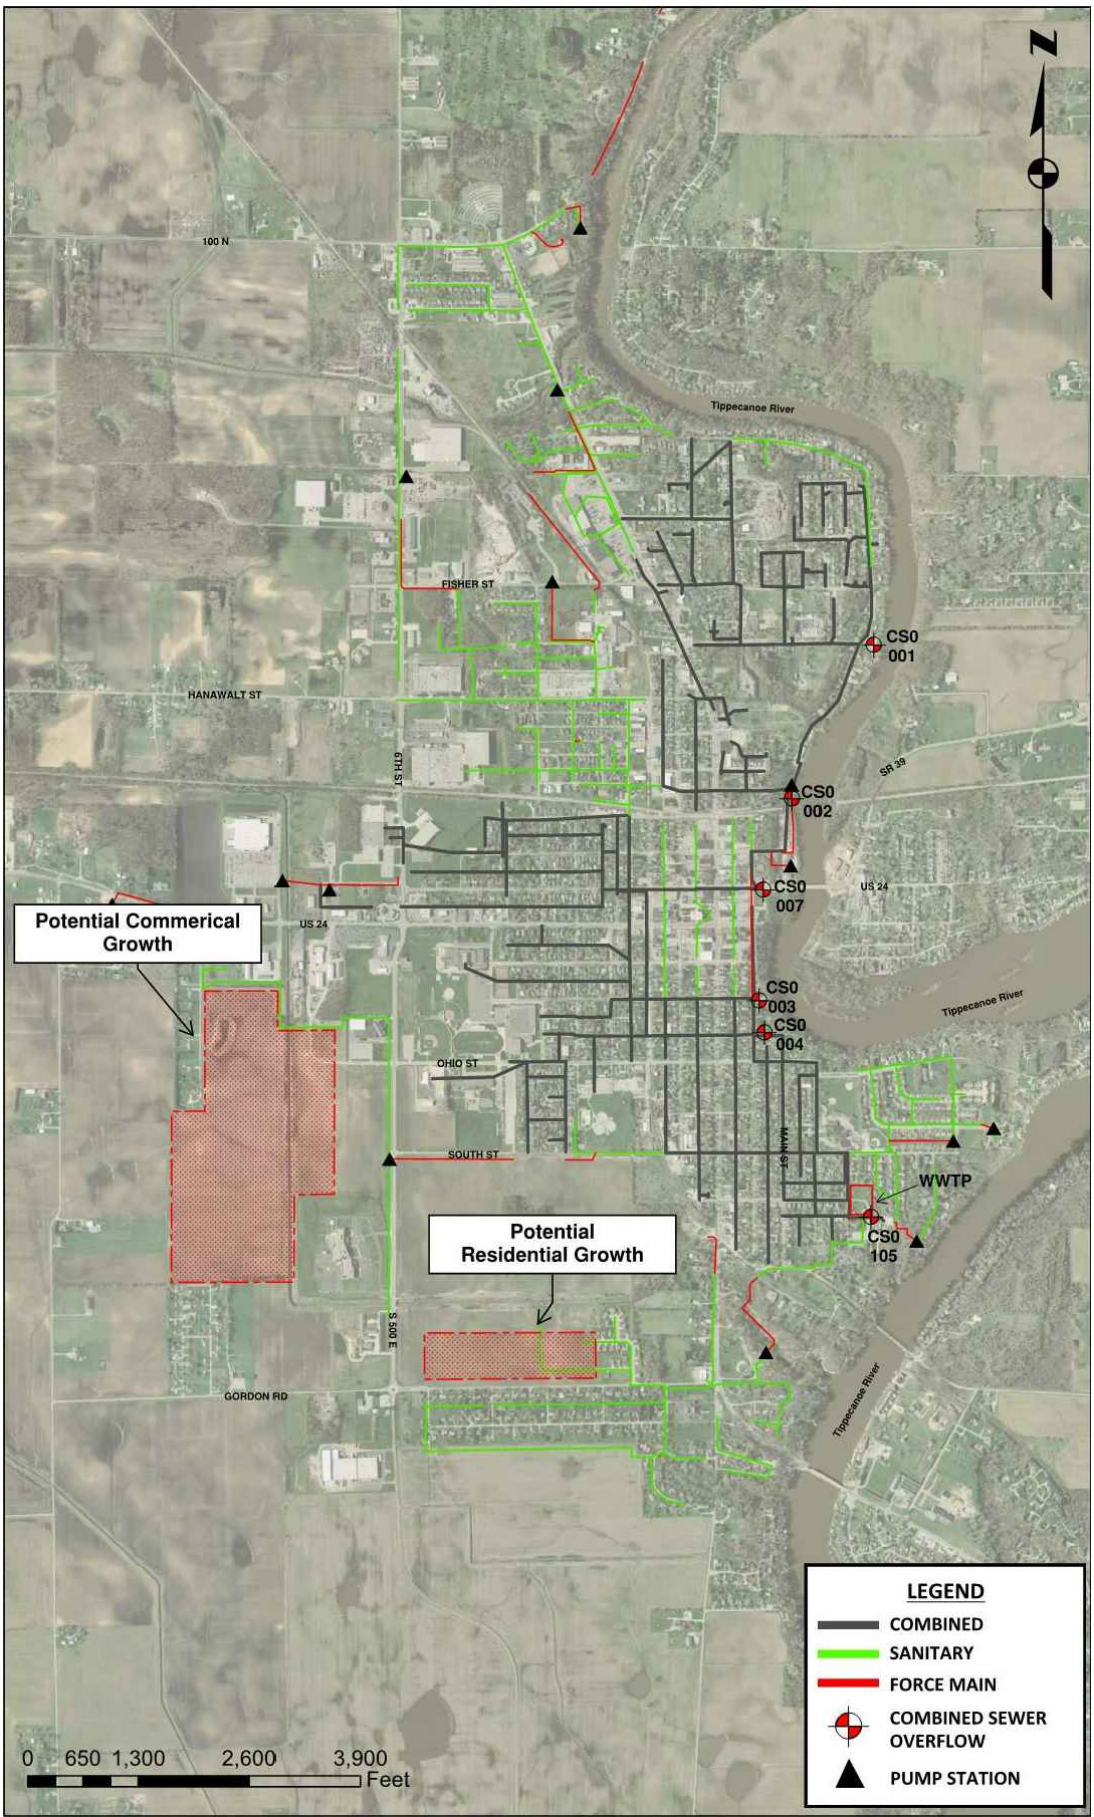 N
100 N
Tippecanoe River
FISHER ST
CS0
001
HANAWALT ST
6TH ST
SR 39
CS0
002
CS0
007
US 24
Potential Commerical
Growth
US 24
CS0
003
Tippecanoe River
CS0
004
OHIO ST
MAIN ST
SOUTH ST
WWTP
Potential
Residential Growth
CS0
105
S 500 E
GORDON RD
Tippecanoe River
LEGEND
COMBINED
SANITARY
FORCE MAIN
COMBINED SEWER
OVERFLOW
PUMP STATION
0 650 1,300 2,600 3,900
Feet